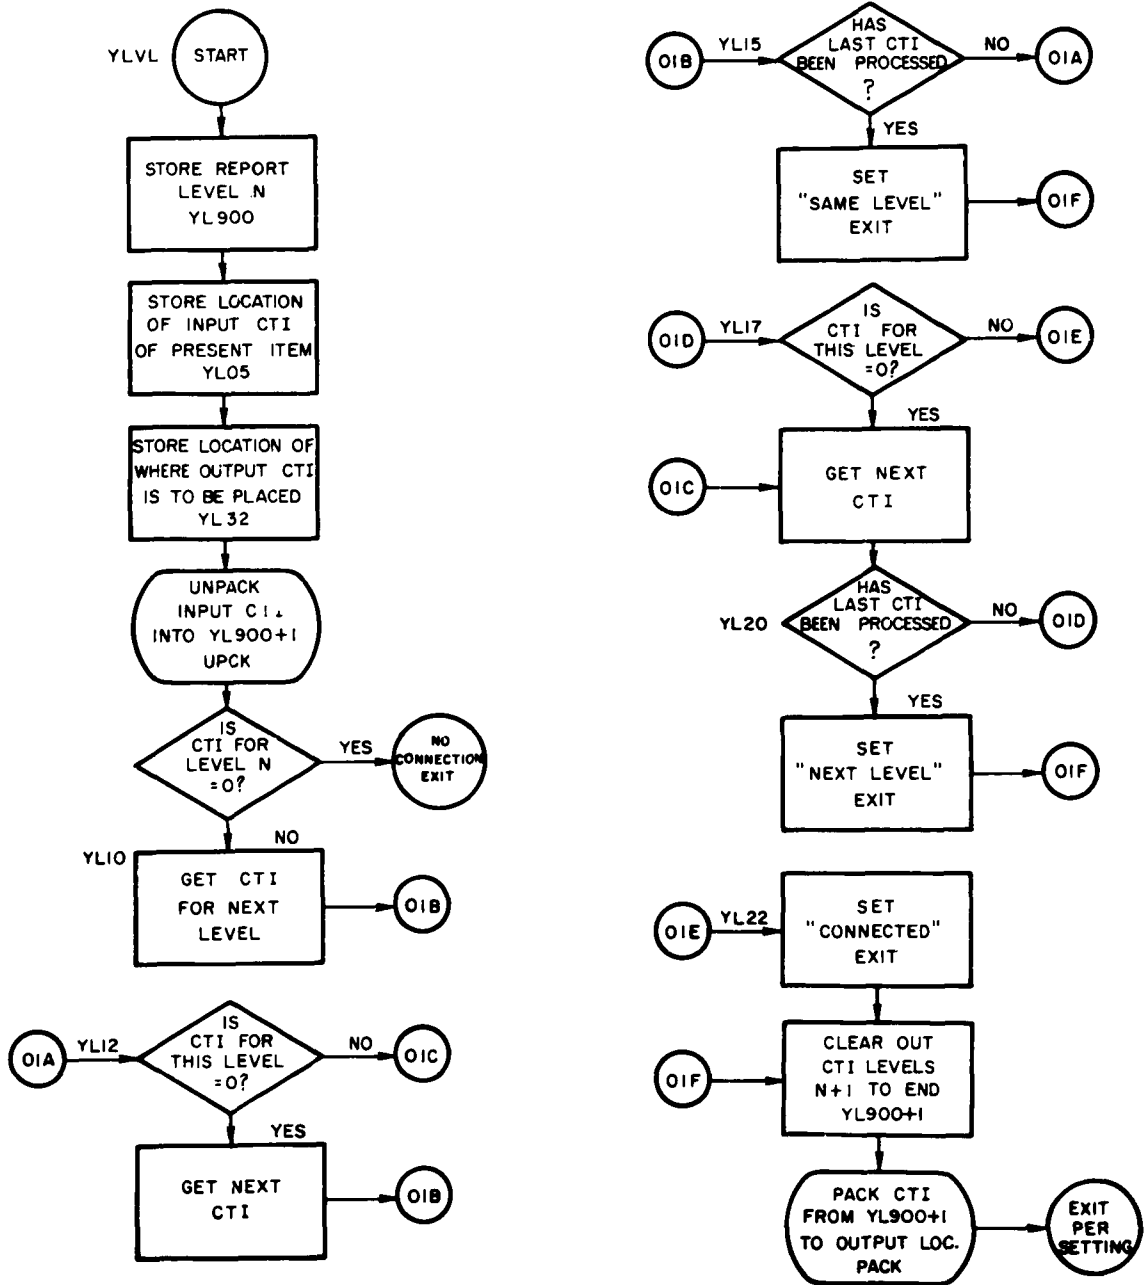 YLVL
START
STORE REPORT
LEVEL N
YL900
STORE LOCATION
OF INPUT CTI
OF PRESENT ITEM
YL05
STORE LOCATION OF
WHERE OUTPUT CTI
IS TO BE PLACED
YL32
UNPACK
INPUT
INTO YL900+1
UPCK
IS
CTI FOR
LEVEL N
=0?
YES
NO
CONNECTION
EXIT
NO
YL10
GET CTI
FOR NEXT
LEVEL
01B
01A
YL12
IS
CTI FOR
THIS LEVEL
=0?
NO
01C
YES
GET NEXT
CTI
01B
01B
YL15
HAS
LAST CTI
BEEN PROCESSED
?
NO
01A
YES
SET
"SAME LEVEL"
EXIT
01F
01D
YL17
IS
CTI FOR
THIS LEVEL
=0?
NO
01E
YES
01C
GET NEXT
CTI
YL20
HAS
LAST CTI
BEEN PROCESSED
?
NO
01D
YES
SET
"NEXT LEVEL"
EXIT
01F
01E
YL22
SET
"CONNECTED"
EXIT
01F
CLEAR OUT
CTI LEVELS
N+1 TO END
YL900+1
PACK CTI
FROM YL900+1
TO OUTPUT LOC.
PACK
EXIT
PER
SETTING